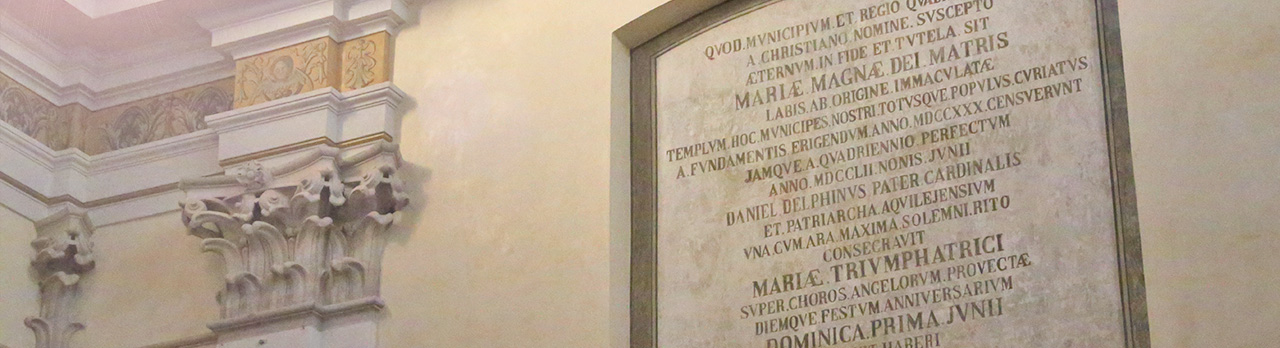 QVOD.MVNICIPIVM.ET.REGIO
A.CHRISTIANO.NOMINE.SVSCEPTO
ÆTERNVM.IN.FIDE.ET.TVTELA.SIT
MARIÆ.MAGNÆ.DEI.MATRIS
LABIS.AB.ORIGINE.IMMACVLATÆ
TEMPLVM.HOC.MVNICIPES.NOSTRI.TOTVSQVE.POPVLVS.CVRIATVS
A.FVNDAMENTIS.ERIGENDVM.ANNO.MDCCXXX.CENSVERVNT
JAMQVE.A.QVADRIENNIO.PERFECTVM
ANNO.MDCCLII.NONIS.JVNII
DANIEL.DELPHINVS.PATER.CARDINALIS
ET.PATRIARCHA.AQVILEJENSIVM
VNA.CVM.ARA.MAXIMA.SOLEMNI.RITO
CONSECRAVIT
MARIÆ.TRIVMPHATRICI
SVPER.CHOROS.ANGELORVM.PROVECTÆ
DIEMQVE.FESTVM.ANNIVERSARIVM
DOMINICA.PRIMA.JVNII
HABERI